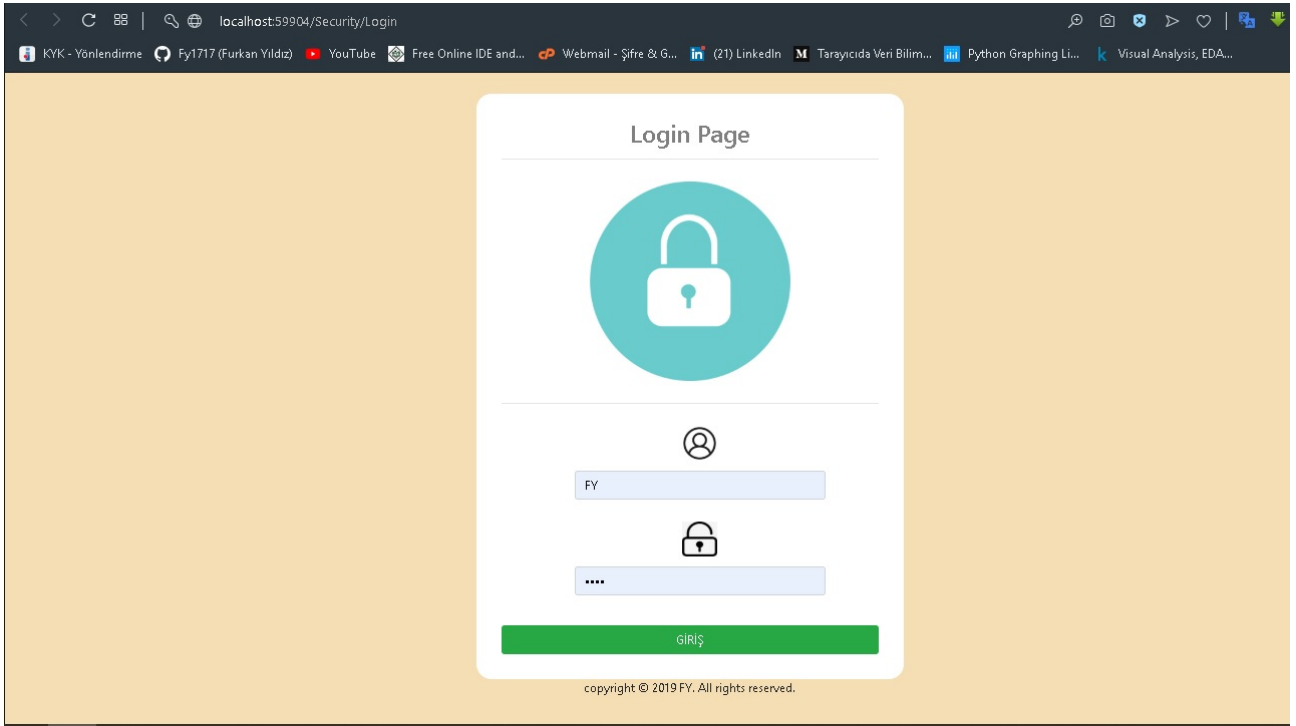 localhost:59904/Security/Login
KYK - Yönlendirme Fy1717 (Furkan Yıldız) YouTube Free Online IDE and... cP Webmail - Şifre & G... in (21) LinkedIn M Tarayıcıda Veri Bilim... Python Graphing Li... k Visual Analysis, EDA...
Login Page
FY
••••
GİRİŞ
copyright © 2019 FY. All rights reserved.